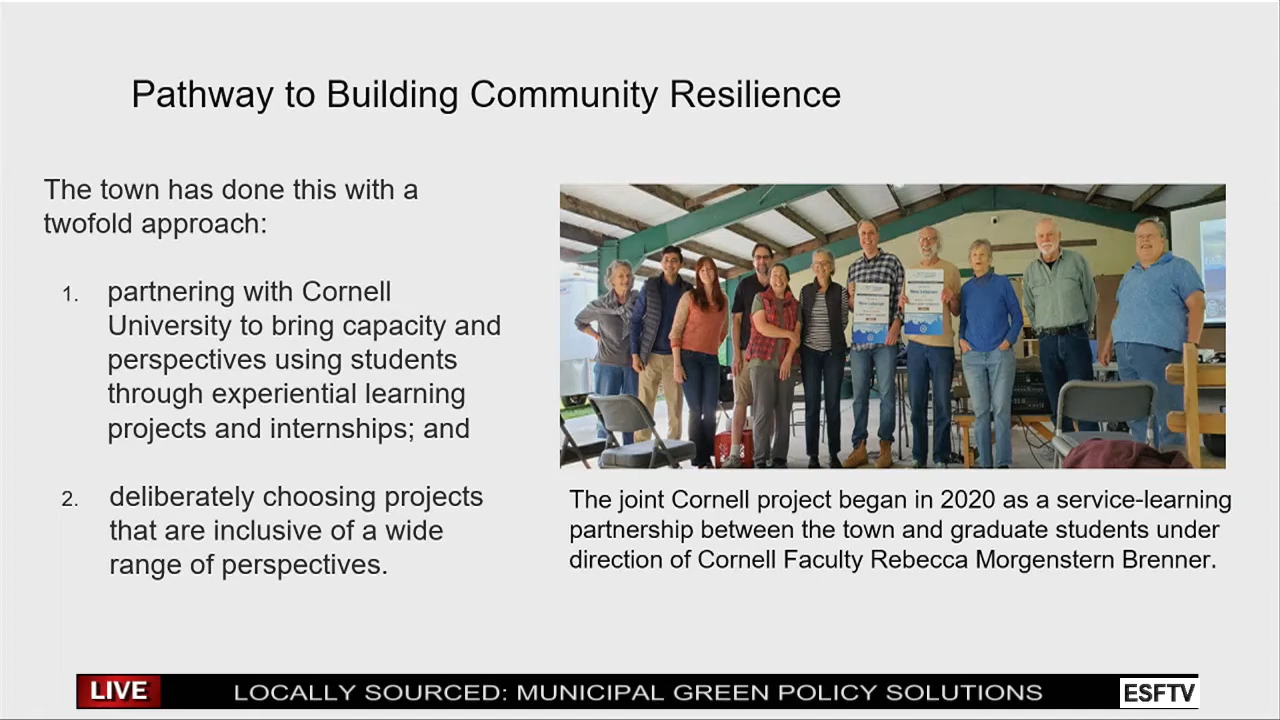 Pathway to Building Community Resilience
The town has done this with a
twofold approach:
1. partnering with Cornell
University to bring capacity and
perspectives using students
through experiential learning
projects and internships; and
2. deliberately choosing projects
that are inclusive of a wide
range of perspectives.
The joint Cornell project began in 2020 as a service-learning
partnership between the town and graduate students under
direction of Cornell Faculty Rebecca Morgenstern Brenner.
LIVE LOCALLY SOURCED: MUNICIPAL GREEN POLICY SOLUTIONS ESFTV